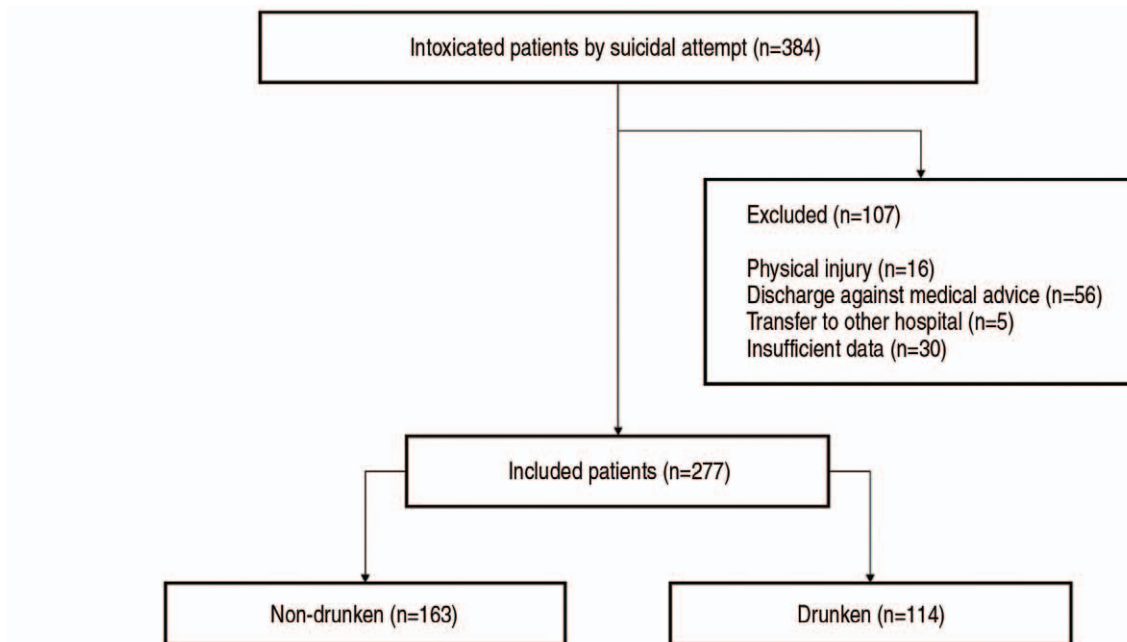 Intoxicated patients by suicidal attempt (n=384)
Excluded (n=107)
Physical injury (n=16)
Discharge against medical advice (n=56)
Transfer to other hospital (n=5)
Insufficient data (n=30)
Included patients (n=277)
Non-drunken (n=163)
Drunken (n=114)